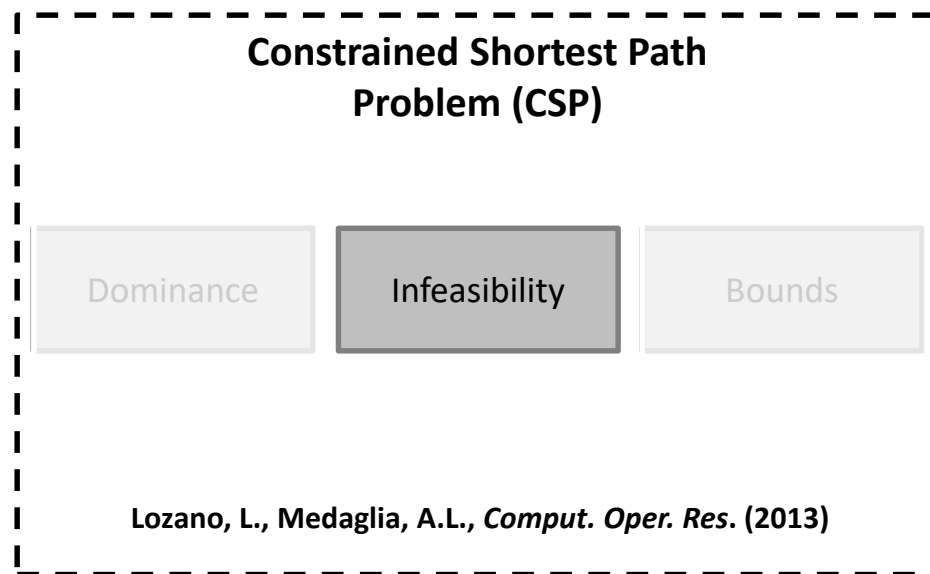 Constrained Shortest Path
Problem (CSP)
Dominance
Infeasibility
Bounds
Lozano, L., Medaglia, A.L., Comput. Oper. Res. (2013)